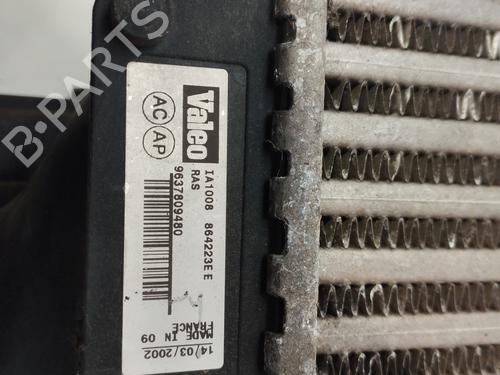 B-PARTS
Valeo
AC
AP
IA1008 864223E E
RAS
9637809480
MADE IN 09
FRANCE
14/03/2002